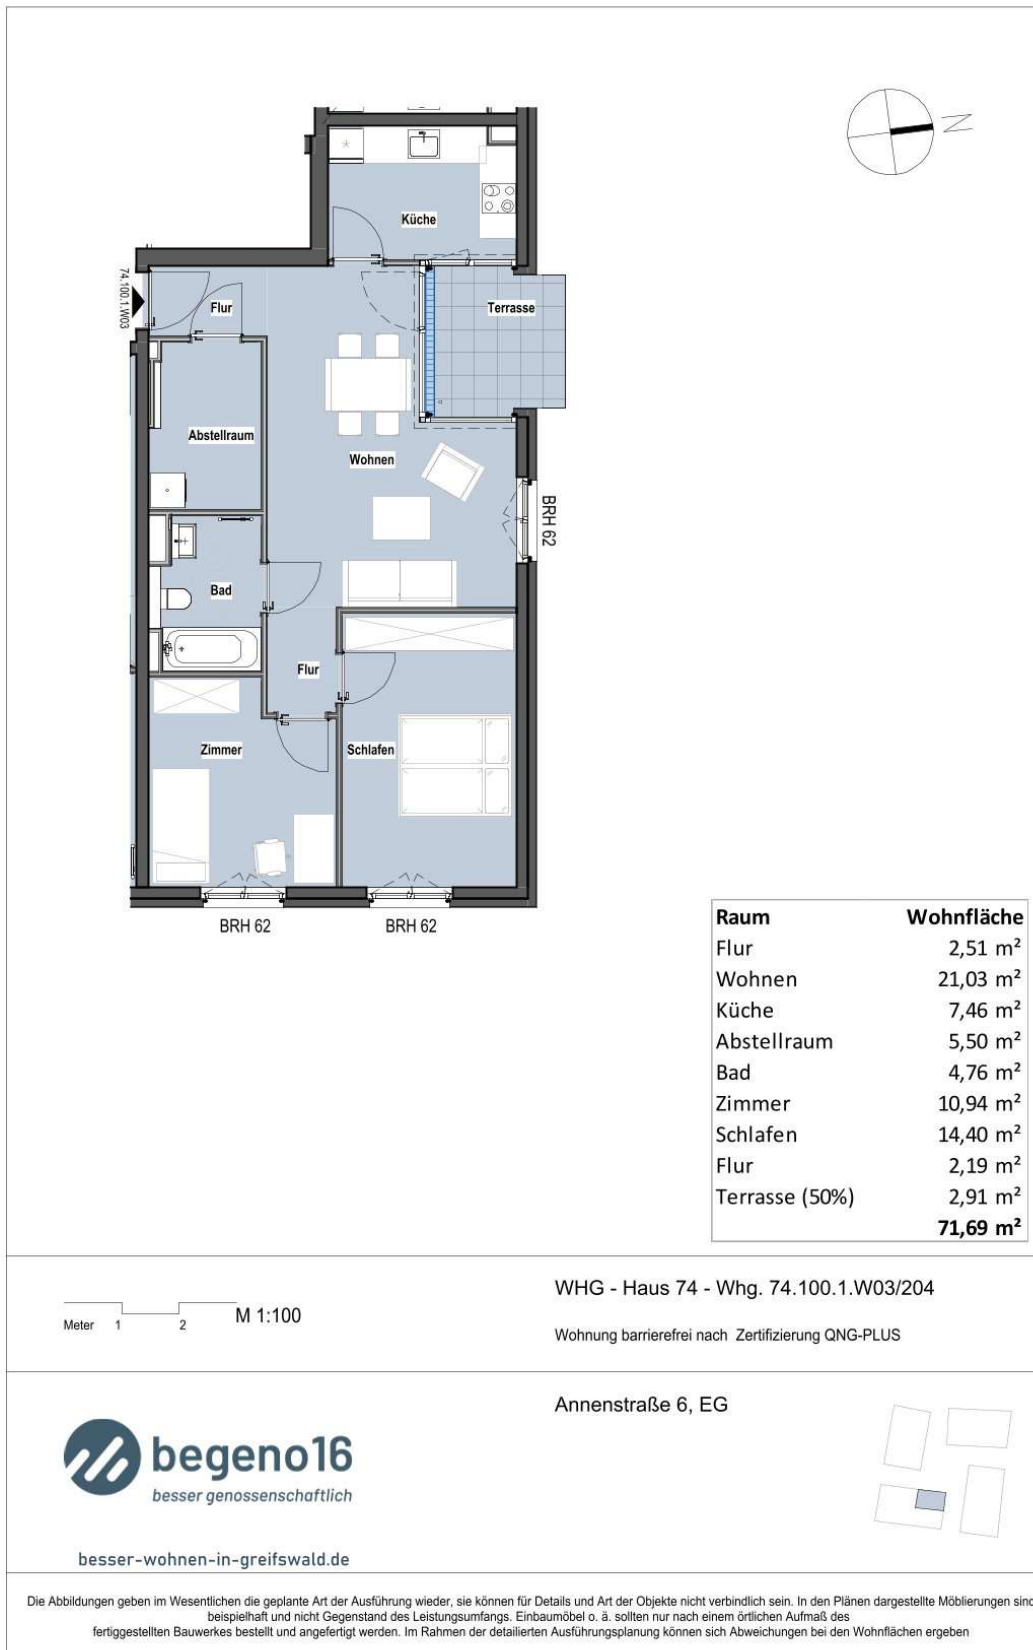 N
Küche
74.100.1.W03
Flur
Terrasse
Abstellraum
Wohnen
BRH 62
Bad
Flur
Zimmer
Schlafen
BRH 62
BRH 62
Raum Wohnfläche
Flur 2,51 m²
Wohnen 21,03 m²
Küche 7,46 m²
Abstellraum 5,50 m²
Bad 4,76 m²
Zimmer 10,94 m²
Schlafen 14,40 m²
Flur 2,19 m²
Terrasse (50%) 2,91 m²
71,69 m²
Meter 1 2 M 1:100
WHG - Haus 74 - Whg. 74.100.1.W03/204
Wohnung barrierefrei nach Zertifizierung QNG-PLUS
Annenstraße 6, EG
begeno16
besser genossenschaftlich
besser-wohnen-in-greifswald.de
Die Abbildungen geben im Wesentlichen die geplante Art der Ausführung wieder, sie können für Details und Art der Objekte nicht verbindlich sein. In den Plänen dargestellte Möblierungen sind
beispielhaft und nicht Gegenstand des Leistungsumfangs. Einbaumöbel o. ä. sollten nur nach einem örtlichen Aufmaß des
fertiggestellten Bauwerkes bestellt und angefertigt werden. Im Rahmen der detailierten Ausführungsplanung können sich Abweichungen bei den Wohnflächen ergeben